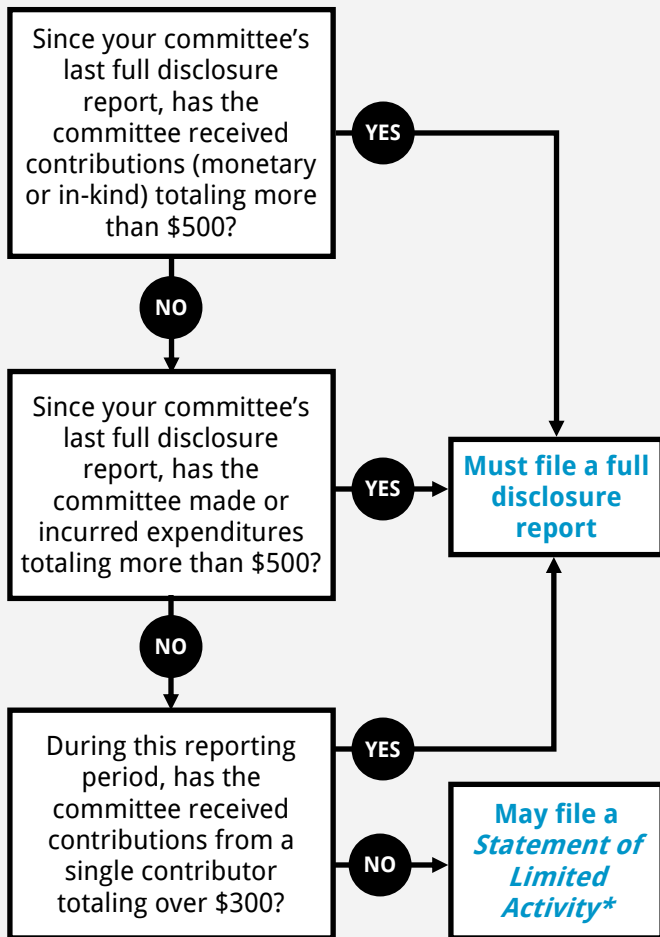 Since your committee's
last full disclosure
report, has the
committee received
contributions (monetary
or in-kind) totaling more
than $500?
YES
NO
Since your committee's
last full disclosure
report, has the
committee made or
incurred expenditures
totaling more than $500?
YES
Must file a full
disclosure
report
NO
During this reporting
period, has the
committee received
contributions from a
single contributor
totaling over $300?
YES
NO
May file a
Statement of
Limited
Activity*